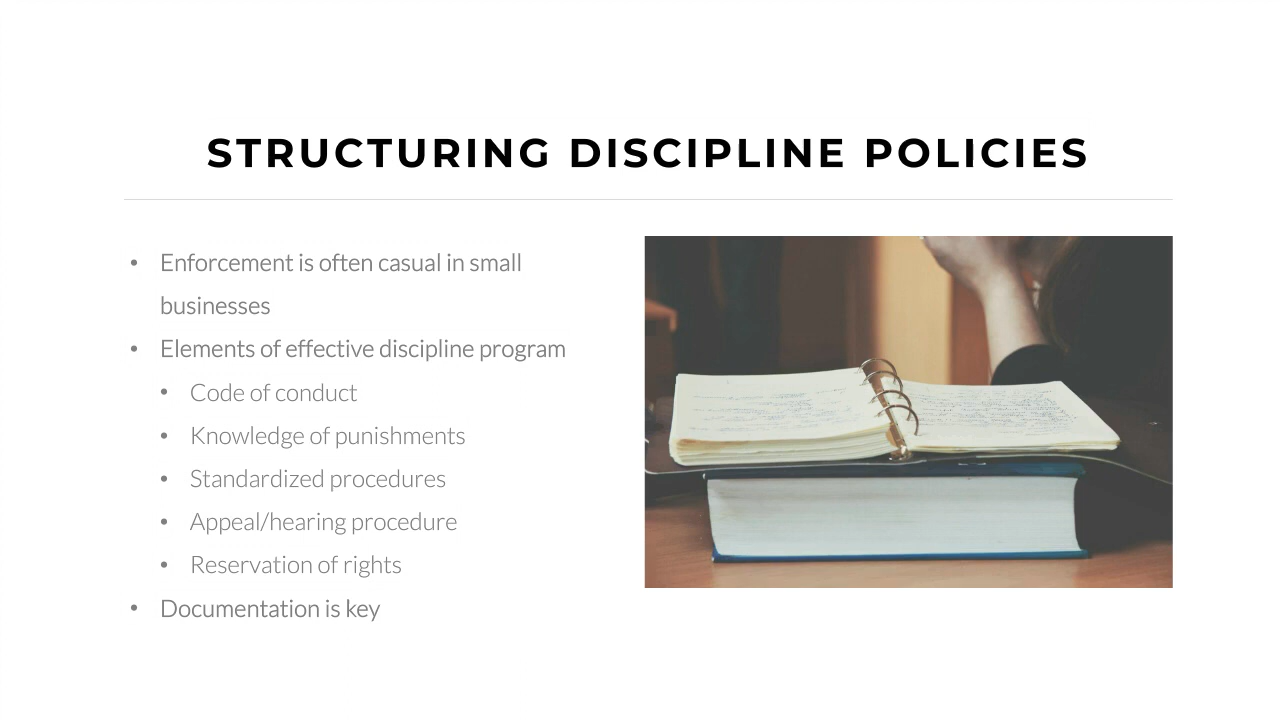 STRUCTURING DISCIPLINE POLICIES
• Enforcement is often casual in small
businesses
• Elements of effective discipline program
• Code of conduct
• Knowledge of punishments
• Standardized procedures
• Appeal/hearing procedure
• Reservation of rights
• Documentation is key